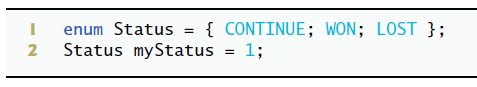 1 enum Status = { CONTINUE; WON; LOST };
2 Status myStatus = 1;